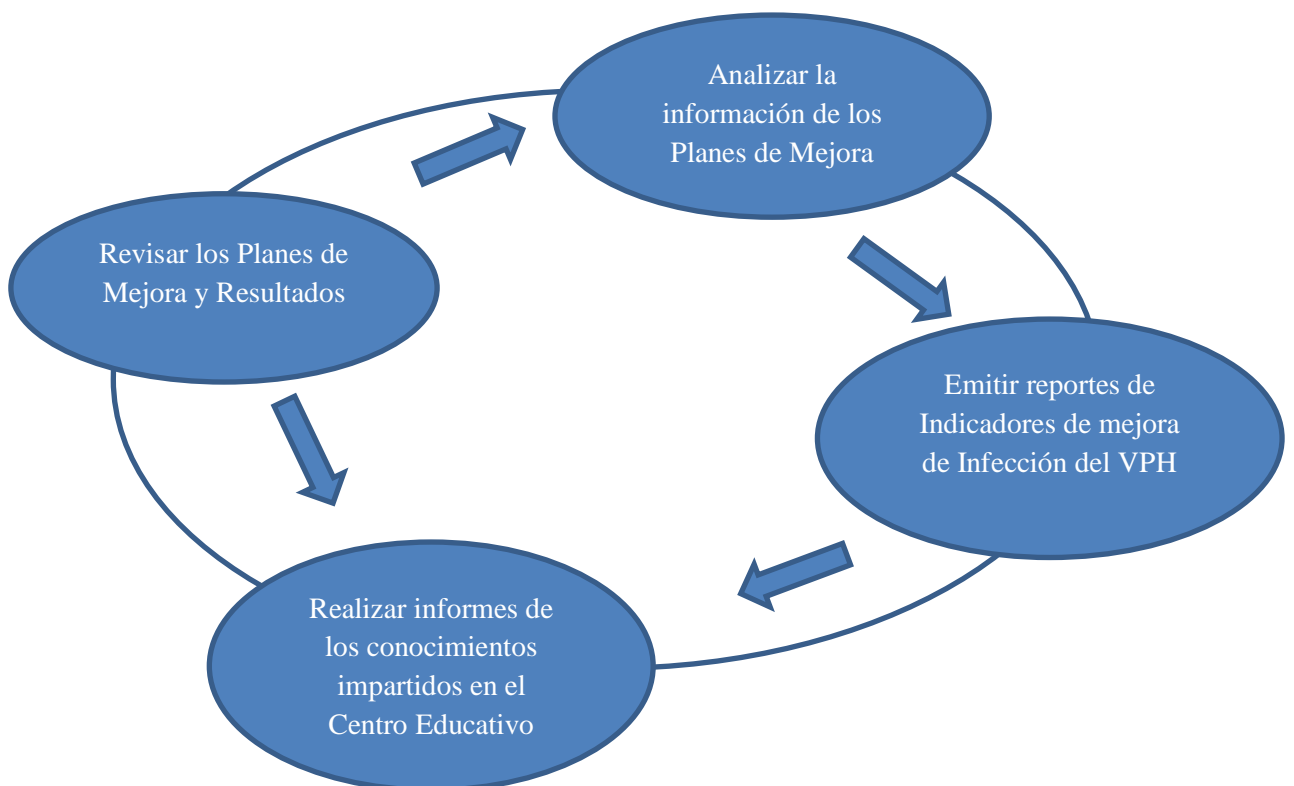 Analizar la
información de los
Planes de Mejora
Revisar los Planes de
Mejora y Resultados
Emitir reportes de
Indicadores de mejora
de Infección del VPH
Realizar informes de
los conocimientos
impartidos en el
Centro Educativo